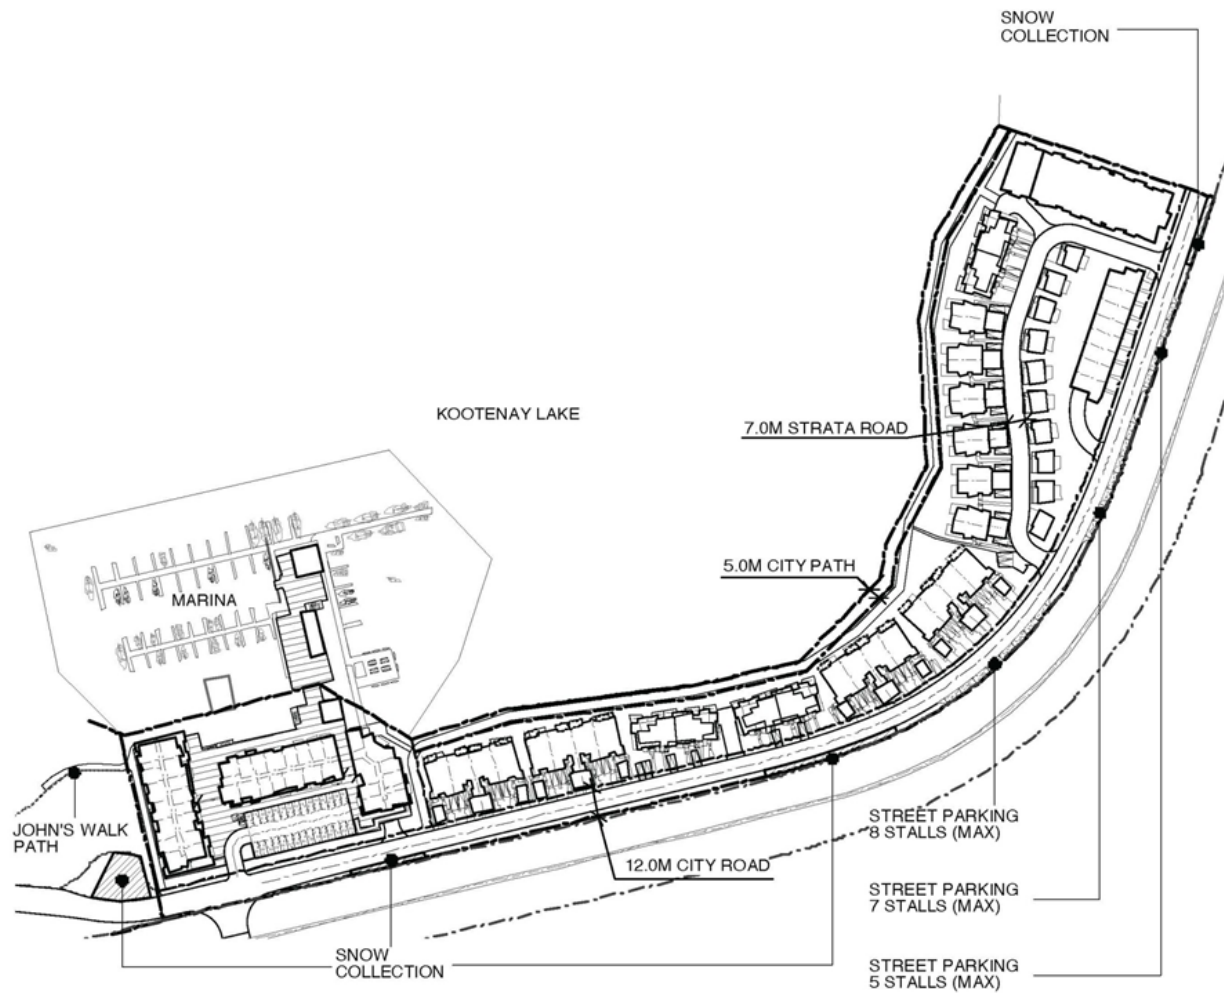 SNOW
COLLECTION
KOOTENAY LAKE
7.0M STRATA ROAD
5.0M CITY PATH
MARINA
JOHN'S WALK
PATH
12.0M CITY ROAD
STREET PARKING
8 STALLS (MAX)
STREET PARKING
7 STALLS (MAX)
SNOW
COLLECTION
STREET PARKING
5 STALLS (MAX)